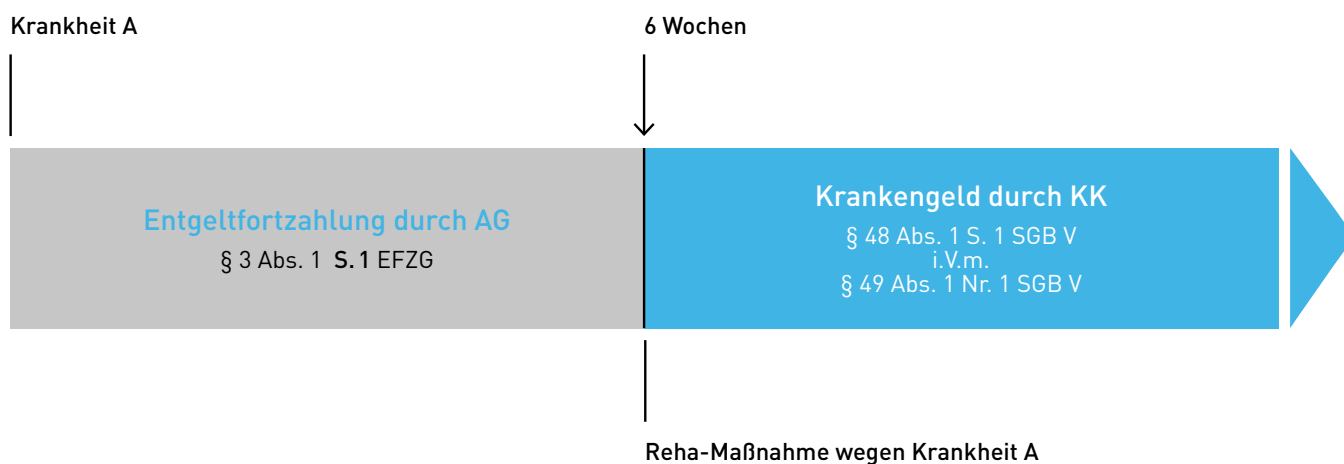 Krankheit A
6 Wochen
Entgeltfortzahlung durch AG
§ 3 Abs. 1 S. 1 EFZG
Krankengeld durch KK
§ 48 Abs. 1 S. 1 SGB V
i.V.m.
§ 49 Abs. 1 Nr. 1 SGB V
Reha-Maßnahme wegen Krankheit A